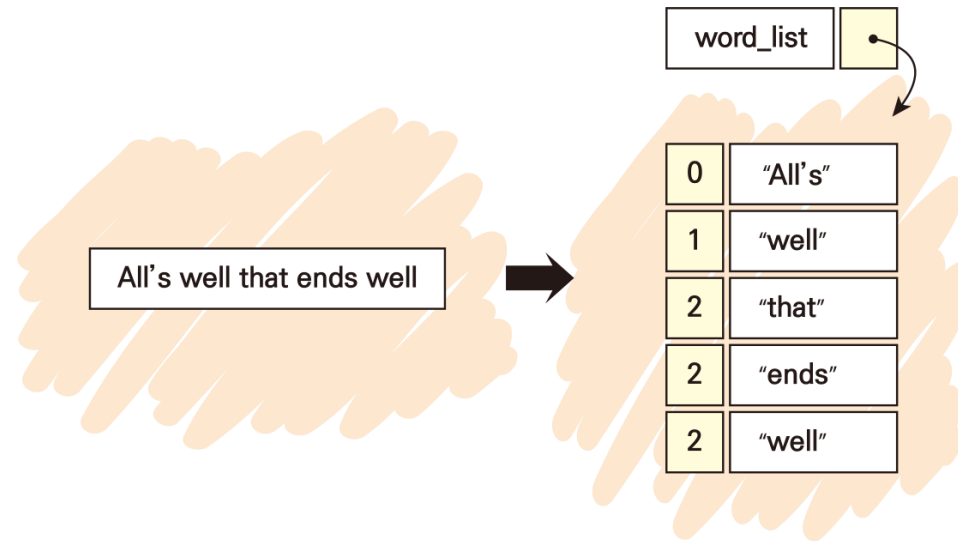 word_list
0 “All’s”
1 “well”
All’s well that ends well
2 “that”
2 “ends”
2 “well”